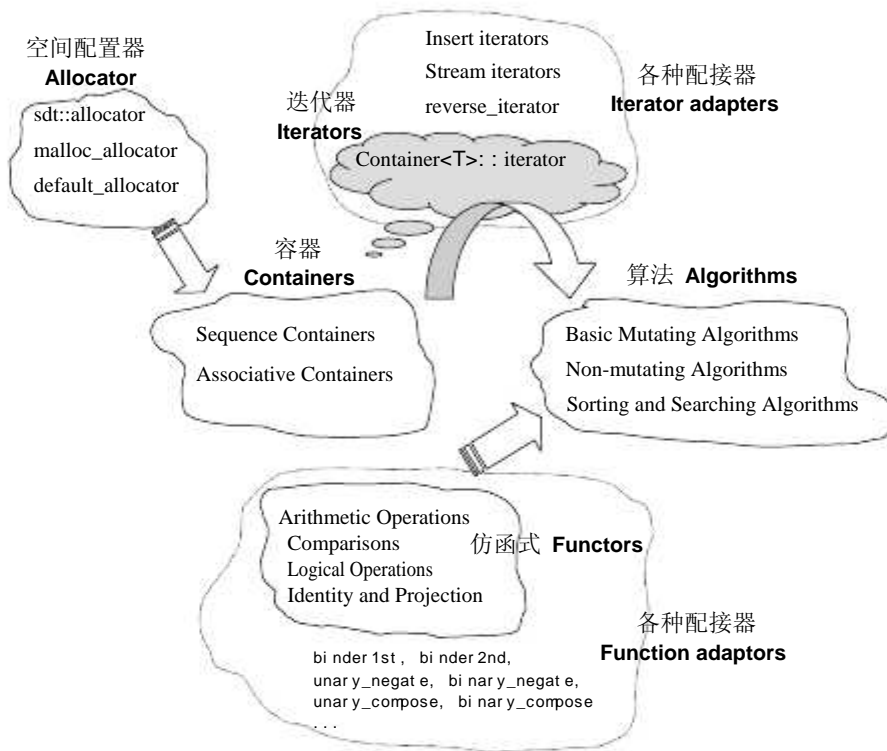 空间配置器
Allocator
sdt::allocator
malloc_allocator
default_allocator
迭代器
Iterators
Insert iterators
Stream iterators
reverse_iterator
Container<T>: : iterator
各种配接器
Iterator adapters
容器
Containers
Sequence Containers
Associative Containers
算法 Algorithms
Basic Mutating Algorithms
Non-mutating Algorithms
Sorting and Searching Algorithms
Arithmetic Operations
Comparisons
Logical Operations
Identity and Projection
仿函式 Functors
各种配接器
Function adaptors
bi nder 1st , bi nder 2nd,
unar y_negat e, bi nar y_negat e,
unar y_compose, bi nar y_compose
. . .